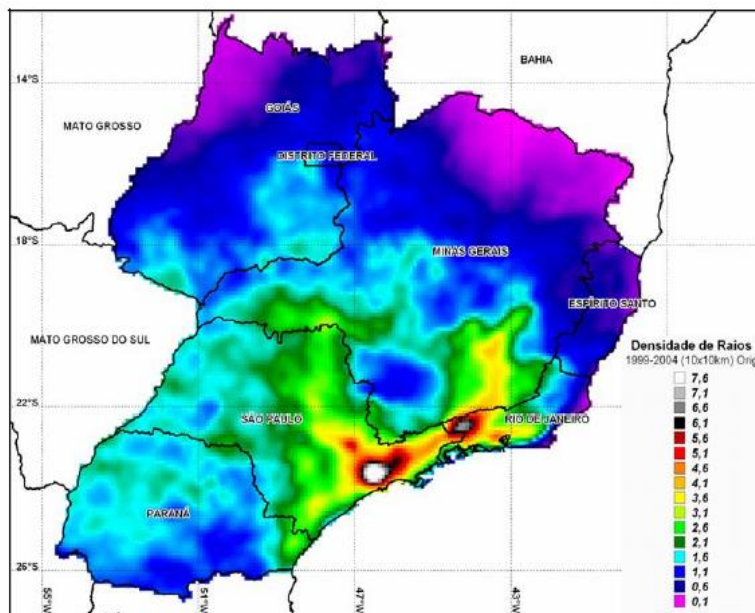 14°S
BAHIA
GOIÁS
MATO GROSSO
DISTRITO FEDERAL
18°S
MINAS GERAIS
ESPÍRITO SANTO
MATO GROSSO DO SUL
Densidade de Raios
1999-2004 (10x10km) Orig
7,6
7,1
6,6
6,1
5,6
5,1
4,6
4,1
3,6
3,1
2,6
2,1
1,6
1,1
0,6
0,1
22°S
SÃO PAULO
RIO DE JANEIRO
PARANÁ
26°S
55°W
51°W
47°W
43°W